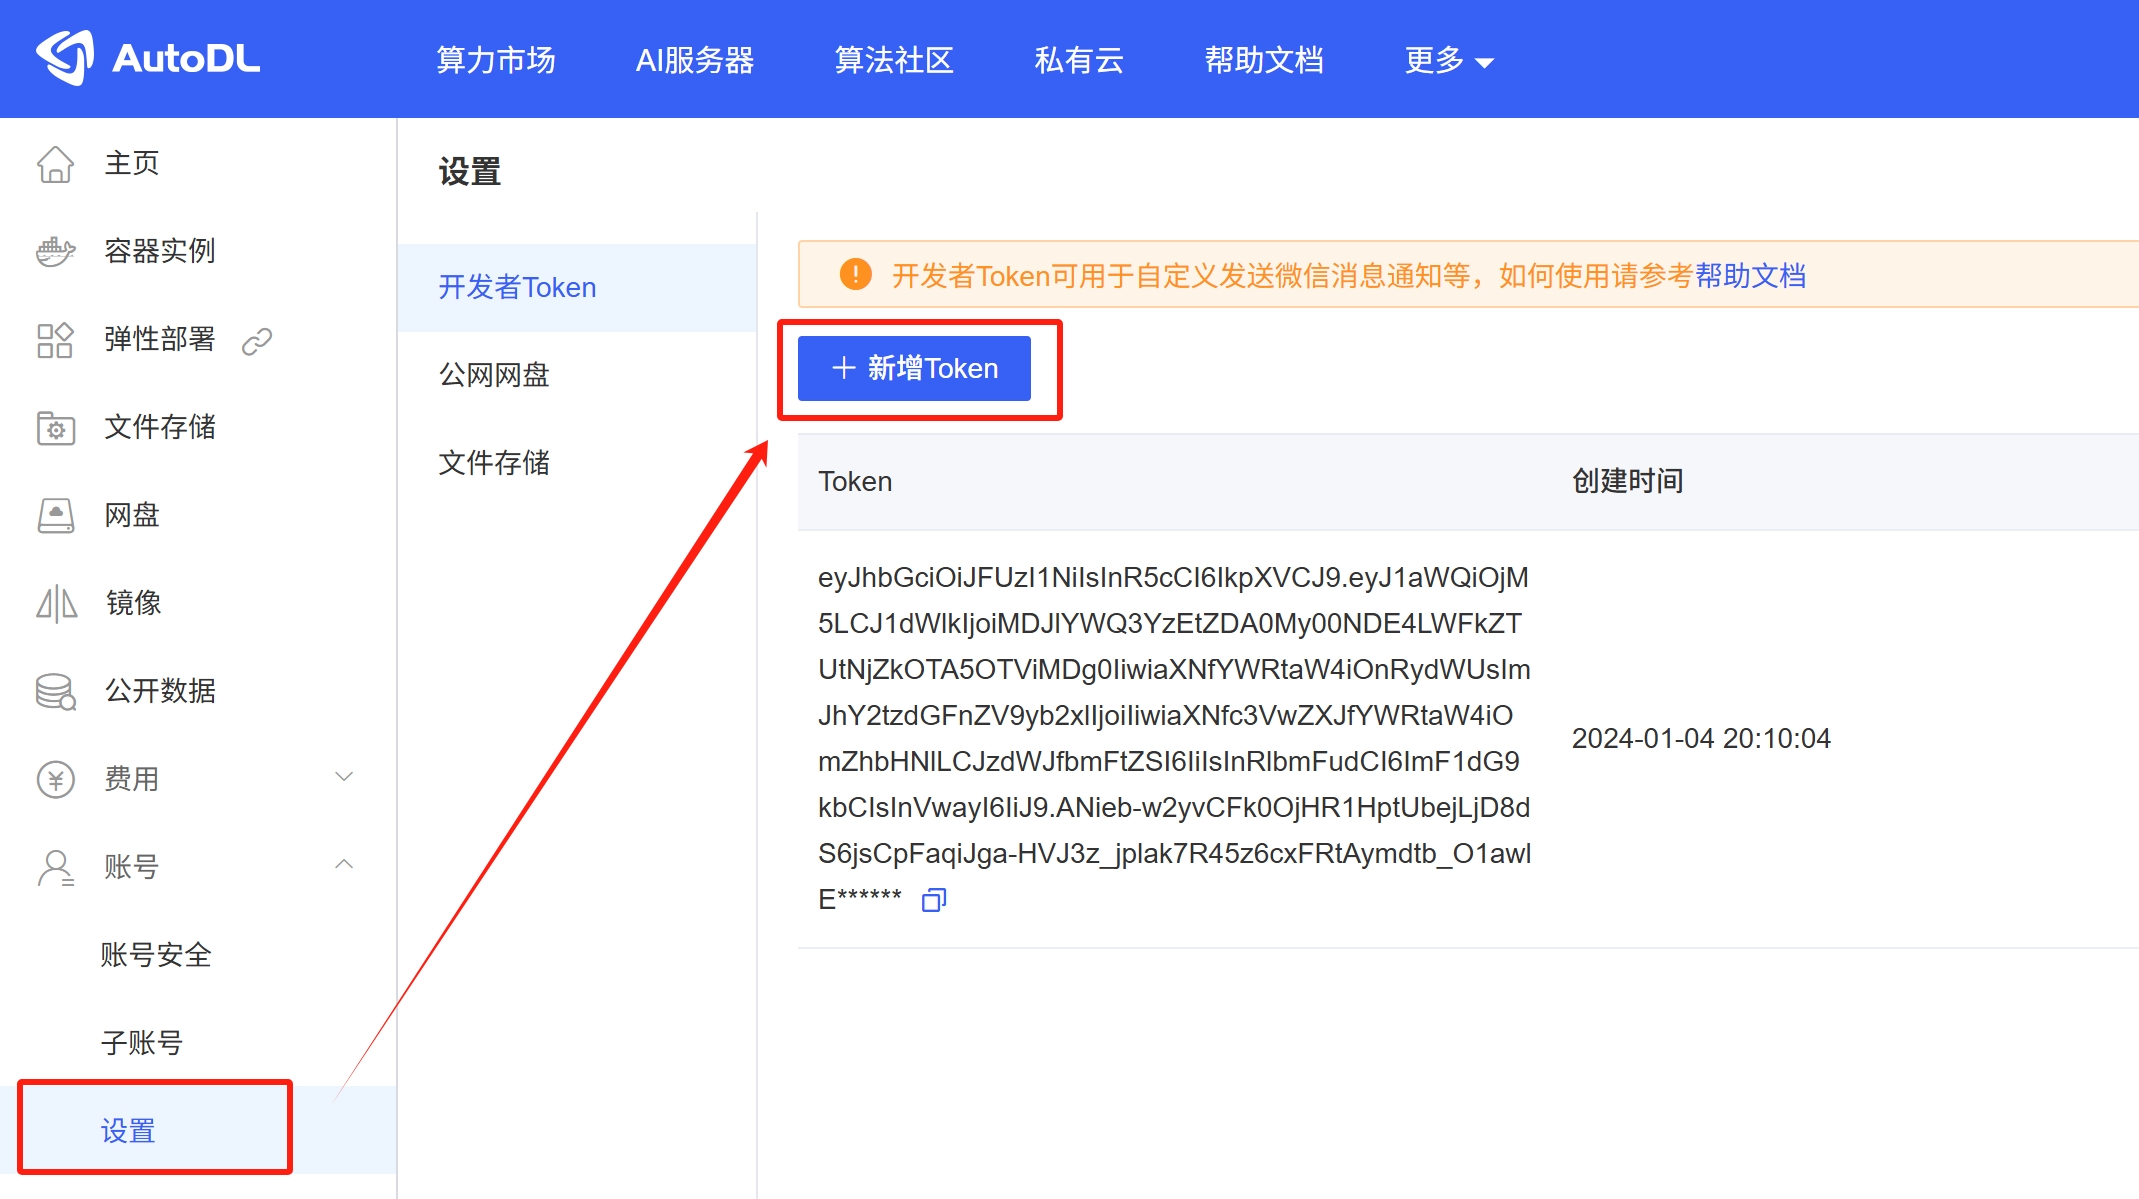 AutoDL
算力市场
AI服务器
算法社区
私有云
帮助文档
更多
主页
容器实例
弹性部署
文件存储
网盘
镜像
公开数据
费用
账号
账号安全
子账号
设置
设置
开发者Token
公网网盘
文件存储
开发者Token可用于自定义发送微信消息通知等，如何使用请参考帮助文档
新增Token
Token
创建时间
eyJhbGciOiJFUzI1NiIsInR5cCI6IkpXVCJ9.eyJ1aWQiOjM
5LCJ1dWlkIjoiMDJlYWQ3YzEtZDA0My00NDE4LWFkZT
UtNjZkOTA5OTViMDg0IiwiaXNfYWRtaW4iOnRydWUsIm
JhY2tzdGFnZV9yb2xlIjoiIiwiaXNfc3VwZXJfYWRtaW4iO
mZhbHNlLCJzdWJfbmFtZSI6IiIsInRlbmFudCI6ImF1dG9
kbCIsInVwayI6IiJ9.ANieb-w2yvCFk0OjHR1HptUbejLjD8d
S6jsCpFaqiJga-HVJ3z_jplak7R45z6cxFRtAymdtb_O1awl
E******
2024-01-04 20:10:04